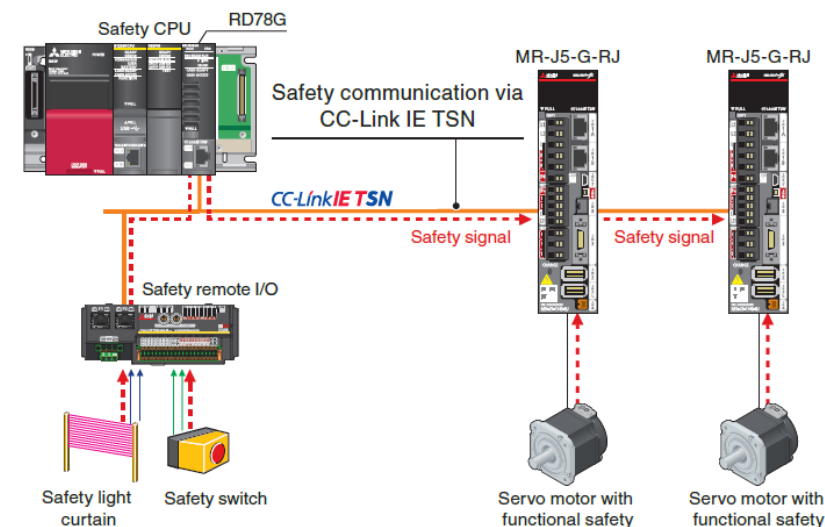 Safety CPU
RD78G
MR-J5-G-RJ
MR-J5-G-RJ
Safety communication via
CC-Link IE TSN
CC-Link IE TSN
Safety signal
Safety signal
Safety remote I/O
Safety light
curtain
Safety switch
Servo motor with
functional safety
Servo motor with
functional safety